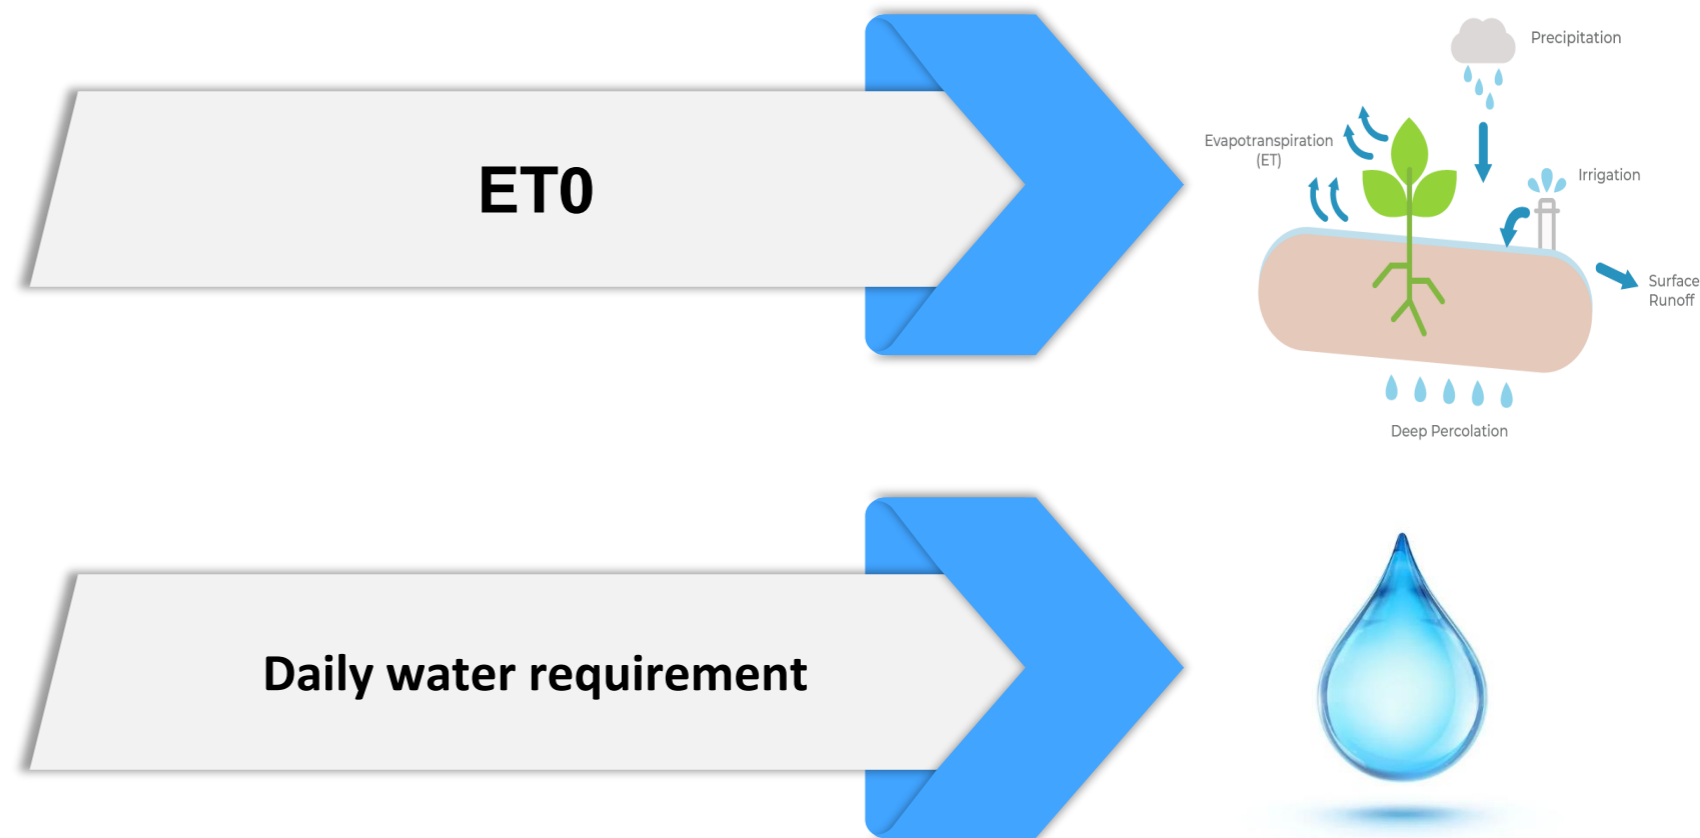 ET0
Precipitation
Evapotranspiration
(ET)
Irrigation
Surface
Runoff
Deep Percolation
Daily water requirement